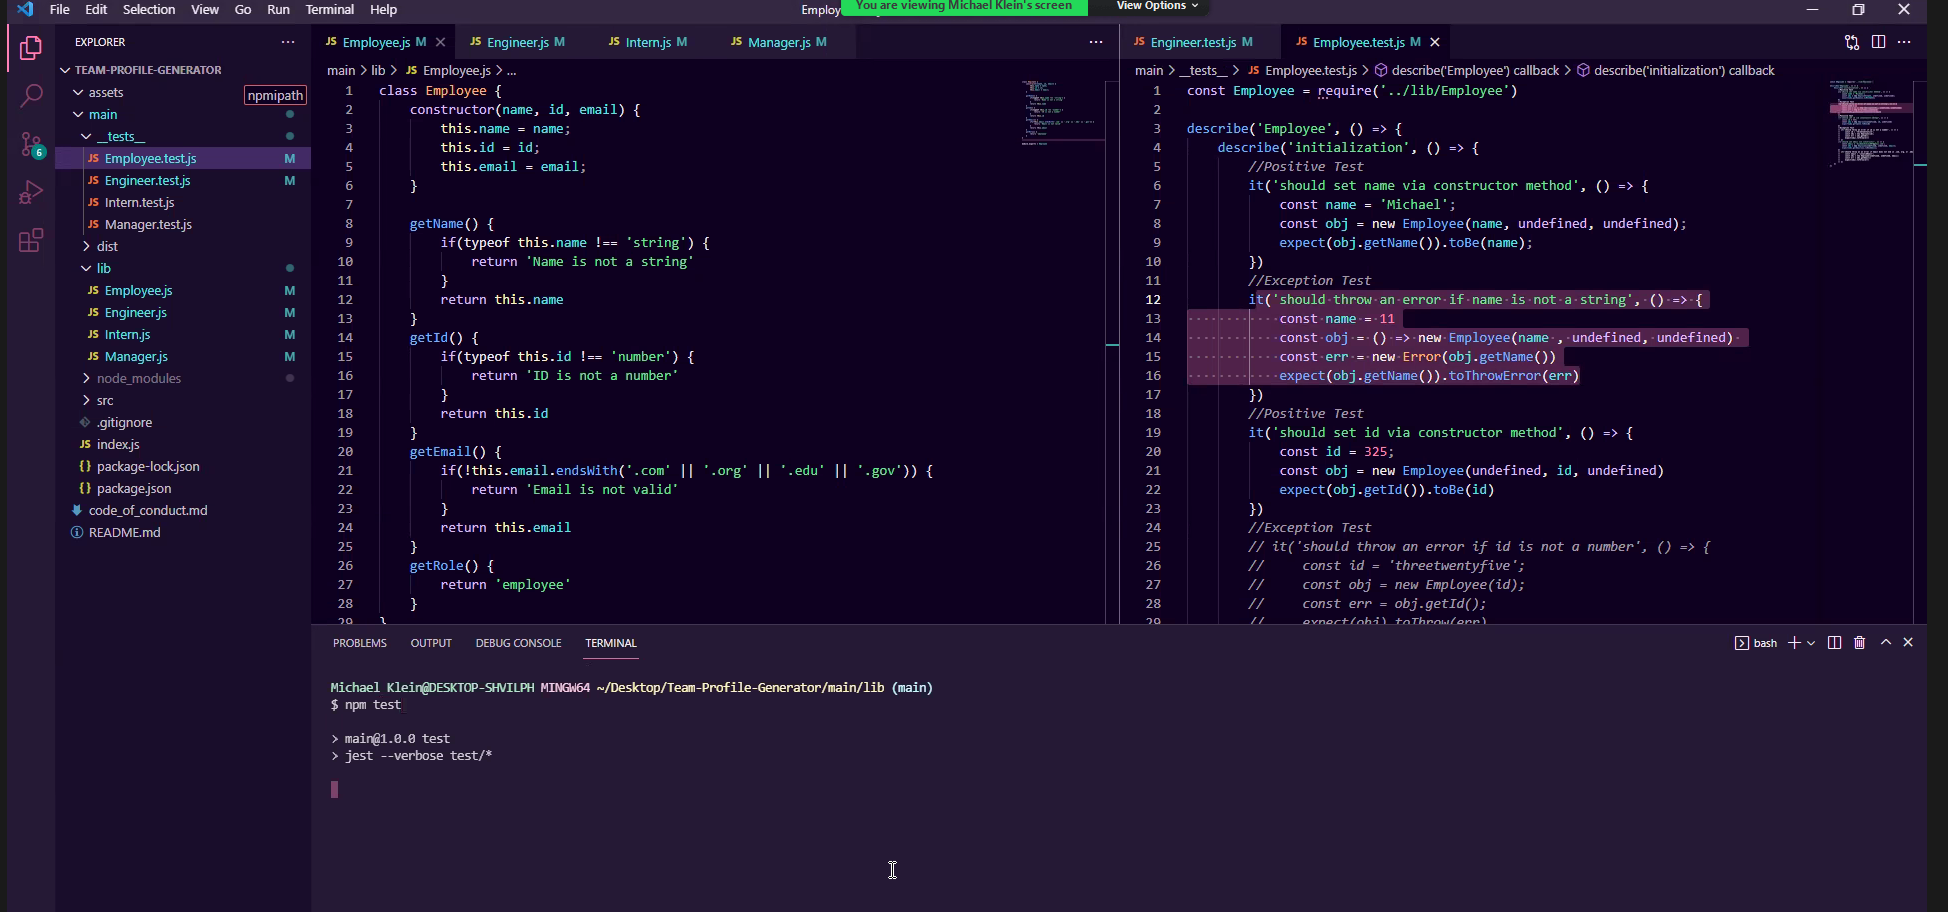 File Edit Selection View Go Run Terminal Help
Employ
You are viewing Michael Klein's screen
View Options
EXPLORER
TEAM-PROFILE-GENERATOR
assets
npmipath
main
__tests__
JS Employee.test.js M
JS Engineer.test.js M
JS Intern.test.js
JS Manager.test.js
dist
lib
JS Employee.js M
JS Engineer.js M
JS Intern.js M
JS Manager.js M
node_modules
src
.gitignore
JS index.js
{} package-lock.json
{} package.json
code_of_conduct.md
README.md
6
JS Employee.js M
JS Engineer.js M
JS Intern.js M
JS Manager.js M
main > lib > JS Employee.js > ...
1 class Employee {
2 constructor(name, id, email) {
3 this.name = name;
4 this.id = id;
5 this.email = email;
6 }
7
8 getName() {
9 if(typeof this.name !== 'string') {
10 return 'Name is not a string'
11 }
12 return this.name
13 }
14 getId() {
15 if(typeof this.id !== 'number') {
16 return 'ID is not a number'
17 }
18 return this.id
19 }
20 getEmail() {
21 if(!this.email.endsWith('.com' || '.org' || '.edu' || '.gov')) {
22 return 'Email is not valid'
23 }
24 return this.email
25 }
26 getRole() {
27 return 'employee'
28 }
29 }
JS Engineer.test.js M
JS Employee.test.js M
main > __tests__ > JS Employee.test.js > describe('Employee') callback > describe('initialization') callback
1 const Employee = require('../lib/Employee')
2
3 describe('Employee', () => {
4 describe('initialization', () => {
5 //Positive Test
6 it('should set name via constructor method', () => {
7 const name = 'Michael';
8 const obj = new Employee(name, undefined, undefined);
9 expect(obj.getName()).toBe(name);
10 })
11 //Exception Test
12 it('should throw an error if name is not a string', () => {
13 const name = 11
14 const obj = () => new Employee(name , undefined, undefined)
15 const err = new Error(obj.getName())
16 expect(obj.getName()).toThrowError(err)
17 })
18 //Positive Test
19 it('should set id via constructor method', () => {
20 const id = 325;
21 const obj = new Employee(undefined, id, undefined)
22 expect(obj.getId()).toBe(id)
23 })
24 //Exception Test
25 // it('should throw an error if id is not a number', () => {
26 // const id = 'threetwentyfive';
27 // const obj = new Employee(id);
28 // const err = obj.getId();
29 // expect(obj).toThrow(err)
PROBLEMS OUTPUT DEBUG CONSOLE TERMINAL
bash
Michael Klein@DESKTOP-SHVILPH MINGW64 ~/Desktop/Team-Profile-Generator/main/lib (main)
$ npm test
> main@1.0.0 test
> jest --verbose test/*